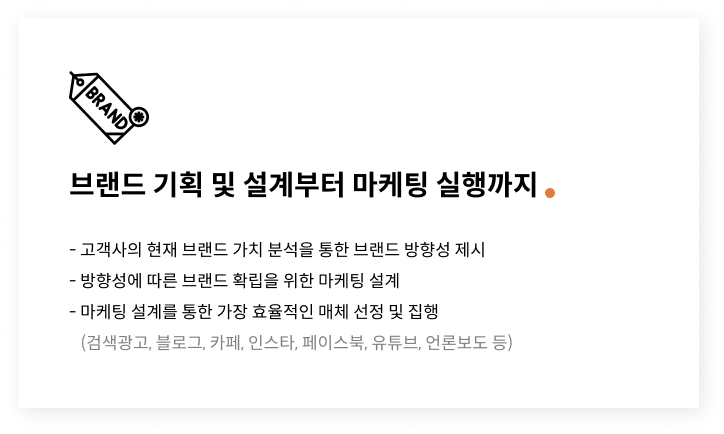 BRAND
브랜드 기획 및 설계부터 마케팅 실행까지
- 고객사의 현재 브랜드 가치 분석을 통한 브랜드 방향성 제시
- 방향성에 따른 브랜드 확립을 위한 마케팅 설계
- 마케팅 설계를 통한 가장 효율적인 매체 선정 및 집행
(검색광고, 블로그, 카페, 인스타, 페이스북, 유튜브, 언론보도 등)